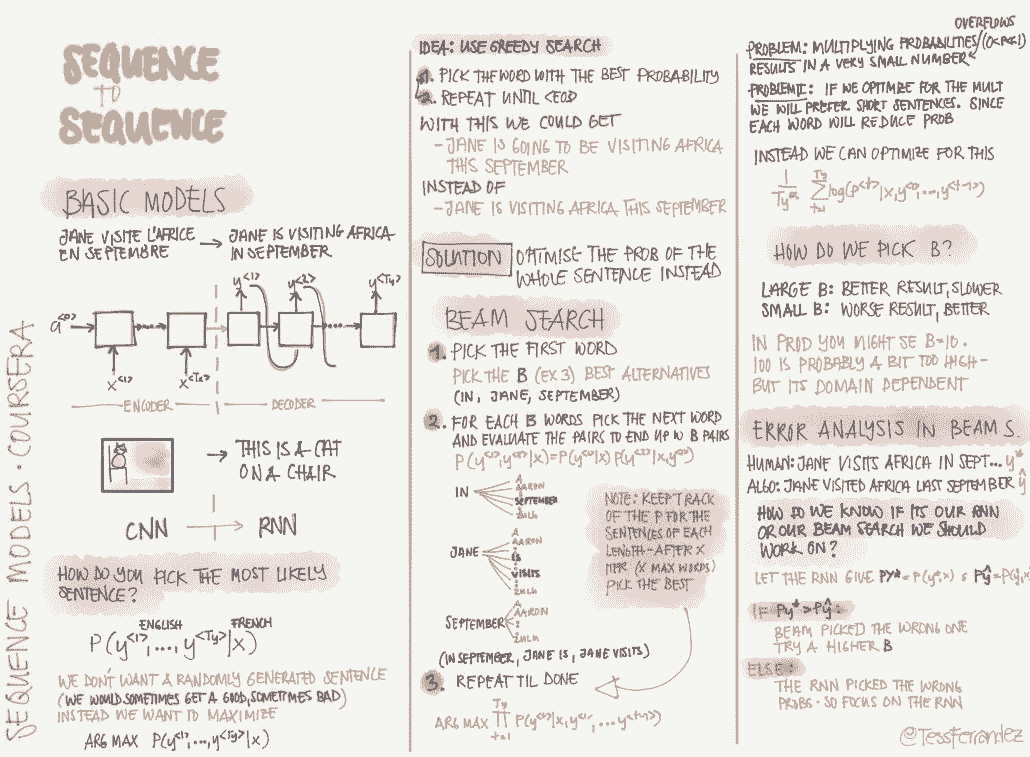 SEQUENCE
TO
SEQUENCE
BASIC MODELS
JANE VISITE L'AFRICE
EN SEPTEMBRE
→ JANE IS VISITING AFRICA
IN SEPTEMBER
y<1> y<2> y<Ty>
a<0>
x<1> x<Tx>
ENCODER DECODER
→ THIS IS A CAT
ON A CHAIR
CNN → RNN
HOW DO YOU PICK THE MOST LIKELY
SENTENCE?
ENGLISH FRENCH
P(y<1>,...,y<Ty>|x)
WE DON'T WANT A RANDOMLY GENERATED SENTENCE
(WE WOULD SOMETIMES GET A GOOD, SOMETIMES BAD)
INSTEAD WE WANT TO MAXIMIZE
ARG MAX P(y<1>,...,y<Ty>|x)
SEQUENCE MODELS · COURSERA
IDEA: USE GREEDY SEARCH
1. PICK THE WORD WITH THE BEST PROBABILITY
2. REPEAT UNTIL <EOD
WITH THIS WE COULD GET
- JANE IS GOING TO BE VISITING AFRICA
THIS SEPTEMBER
INSTEAD OF
- JANE IS VISITING AFRICA THIS SEPTEMBER
SOLUTION OPTIMISE THE PROB OF THE
WHOLE SENTENCE INSTEAD
BEAM SEARCH
1. PICK THE FIRST WORD
PICK THE B (EX 3) BEST ALTERNATIVES
(IN, JANE, SEPTEMBER)
2. FOR EACH B WORDS PICK THE NEXT WORD
AND EVALUATE THE PAIRS TO END UP W B PAIRS
P(y<1>,y<2>|x)=P(y<1>|x) P(y<2>|x,y<1>)
IN
A
AARON
SEPTEMBER
ZULU
JANE
A
AARON
IS
VISITS
ZULU
SEPTEMBER
A
AARON
ZULU
NOTE: KEEP TRACK
OF THE P FOR THE
SENTENCES OF EACH
LENGTH - AFTER X
ITER (X MAX WORDS)
PICK THE BEST
(IN SEPTEMBER, JANE IS, JANE VISITS)
3. REPEAT TIL DONE
ARG MAX ∏ P(y<t>|x,y<1>,...y<t-1>)
Ty
t=1
OVERFLOWS
PROBLEM: MULTIPLYING PROBABILITIES (0<P<1)
RESULTS IN A VERY SMALL NUMBER
PROBLEM II: IF WE OPTIMIZE FOR THE MULT
WE WILL PREFER SHORT SENTENCES. SINCE
EACH WORD WILL REDUCE PROB
INSTEAD WE CAN OPTIMIZE FOR THIS
1/Ty^α Ty Σ t=1 log(P<t>|x,y<1>,...,y<t-1>)
HOW DO WE PICK B?
LARGE B: BETTER RESULT, SLOWER
SMALL B: WORSE RESULT, BETTER
IN PROD YOU MIGHT SE B=10.
100 IS PROBABLY A BIT TOO HIGH -
BUT ITS DOMAIN DEPENDENT
ERROR ANALYSIS IN BEAM S.
HUMAN: JANE VISITS AFRICA IN SEPT... y*
ALGO: JANE VISITED AFRICA LAST SEPTEMBER ŷ
HOW DO WE KNOW IF ITS OUR RNN
OR OUR BEAM SEARCH WE SHOULD
WORK ON?
LET THE RNN GIVE Py*=P(y*|x) & Pŷ=P(ŷ|x
IF Py*>Pŷ:
BEAM PICKED THE WRONG ONE
TRY A HIGHER B
ELSE:
THE RNN PICKED THE WRONG
PROBS - SO FOCUS ON THE RNN
@TessFerrandez